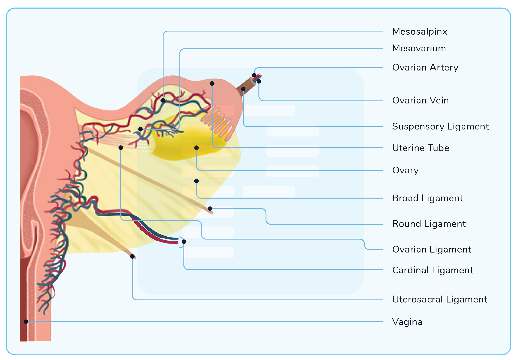 Mesosalpinx
Mesovarium
Ovarian Artery
Ovarian Vein
Suspensory Ligament
Uterine Tube
Ovary
Broad Ligament
Round Ligament
Ovarian Ligament
Cardinal Ligament
Uterosacral Ligament
Vagina